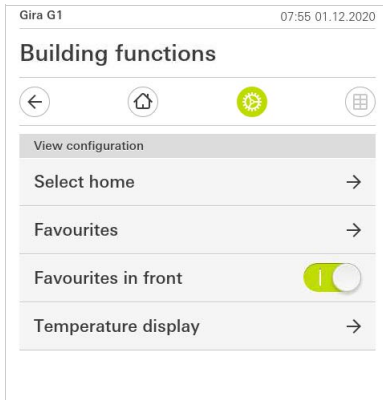 Gira G1
07:55 01.12.2020
Building functions
View configuration
Select home
Favourites
Favourites in front
Temperature display